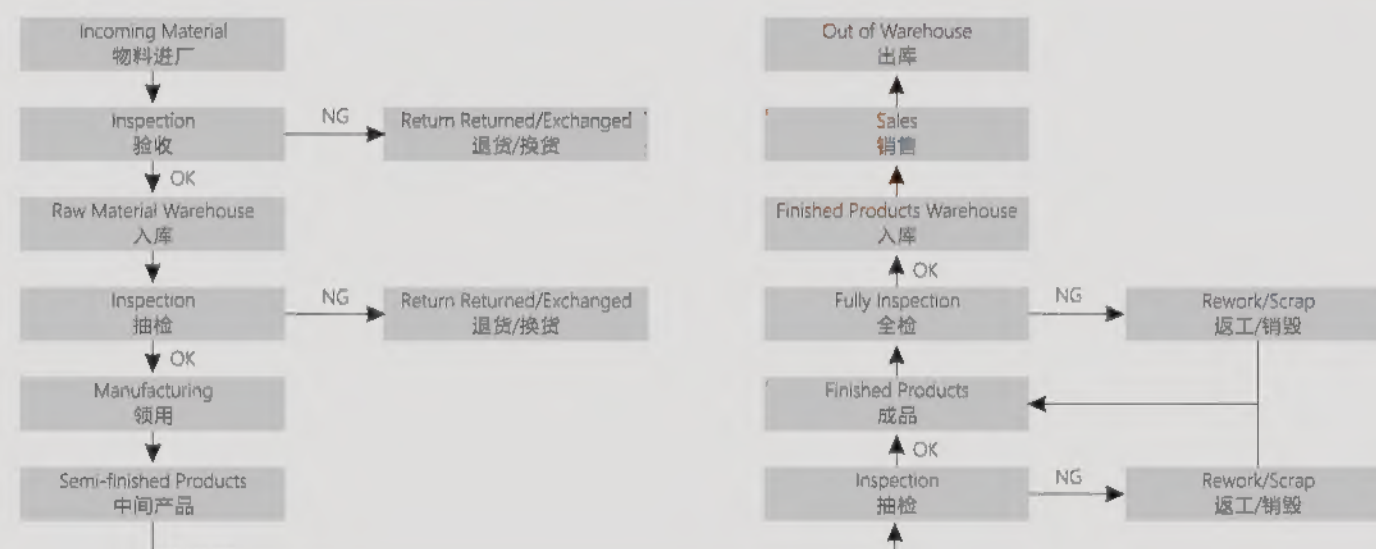 Incoming Material
物料进厂
Inspection
验收
NG
Return Returned/Exchanged
退货/换货
OK
Raw Material Warehouse
入库
Inspection
抽检
NG
Return Returned/Exchanged
退货/换货
OK
Manufacturing
领用
Semi-finished Products
中间产品
Out of Warehouse
出库
Sales
销售
Finished Products Warehouse
入库
OK
Fully Inspection
全检
NG
Rework/Scrap
返工/销毁
Finished Products
成品
OK
Inspection
抽检
NG
Rework/Scrap
返工/销毁